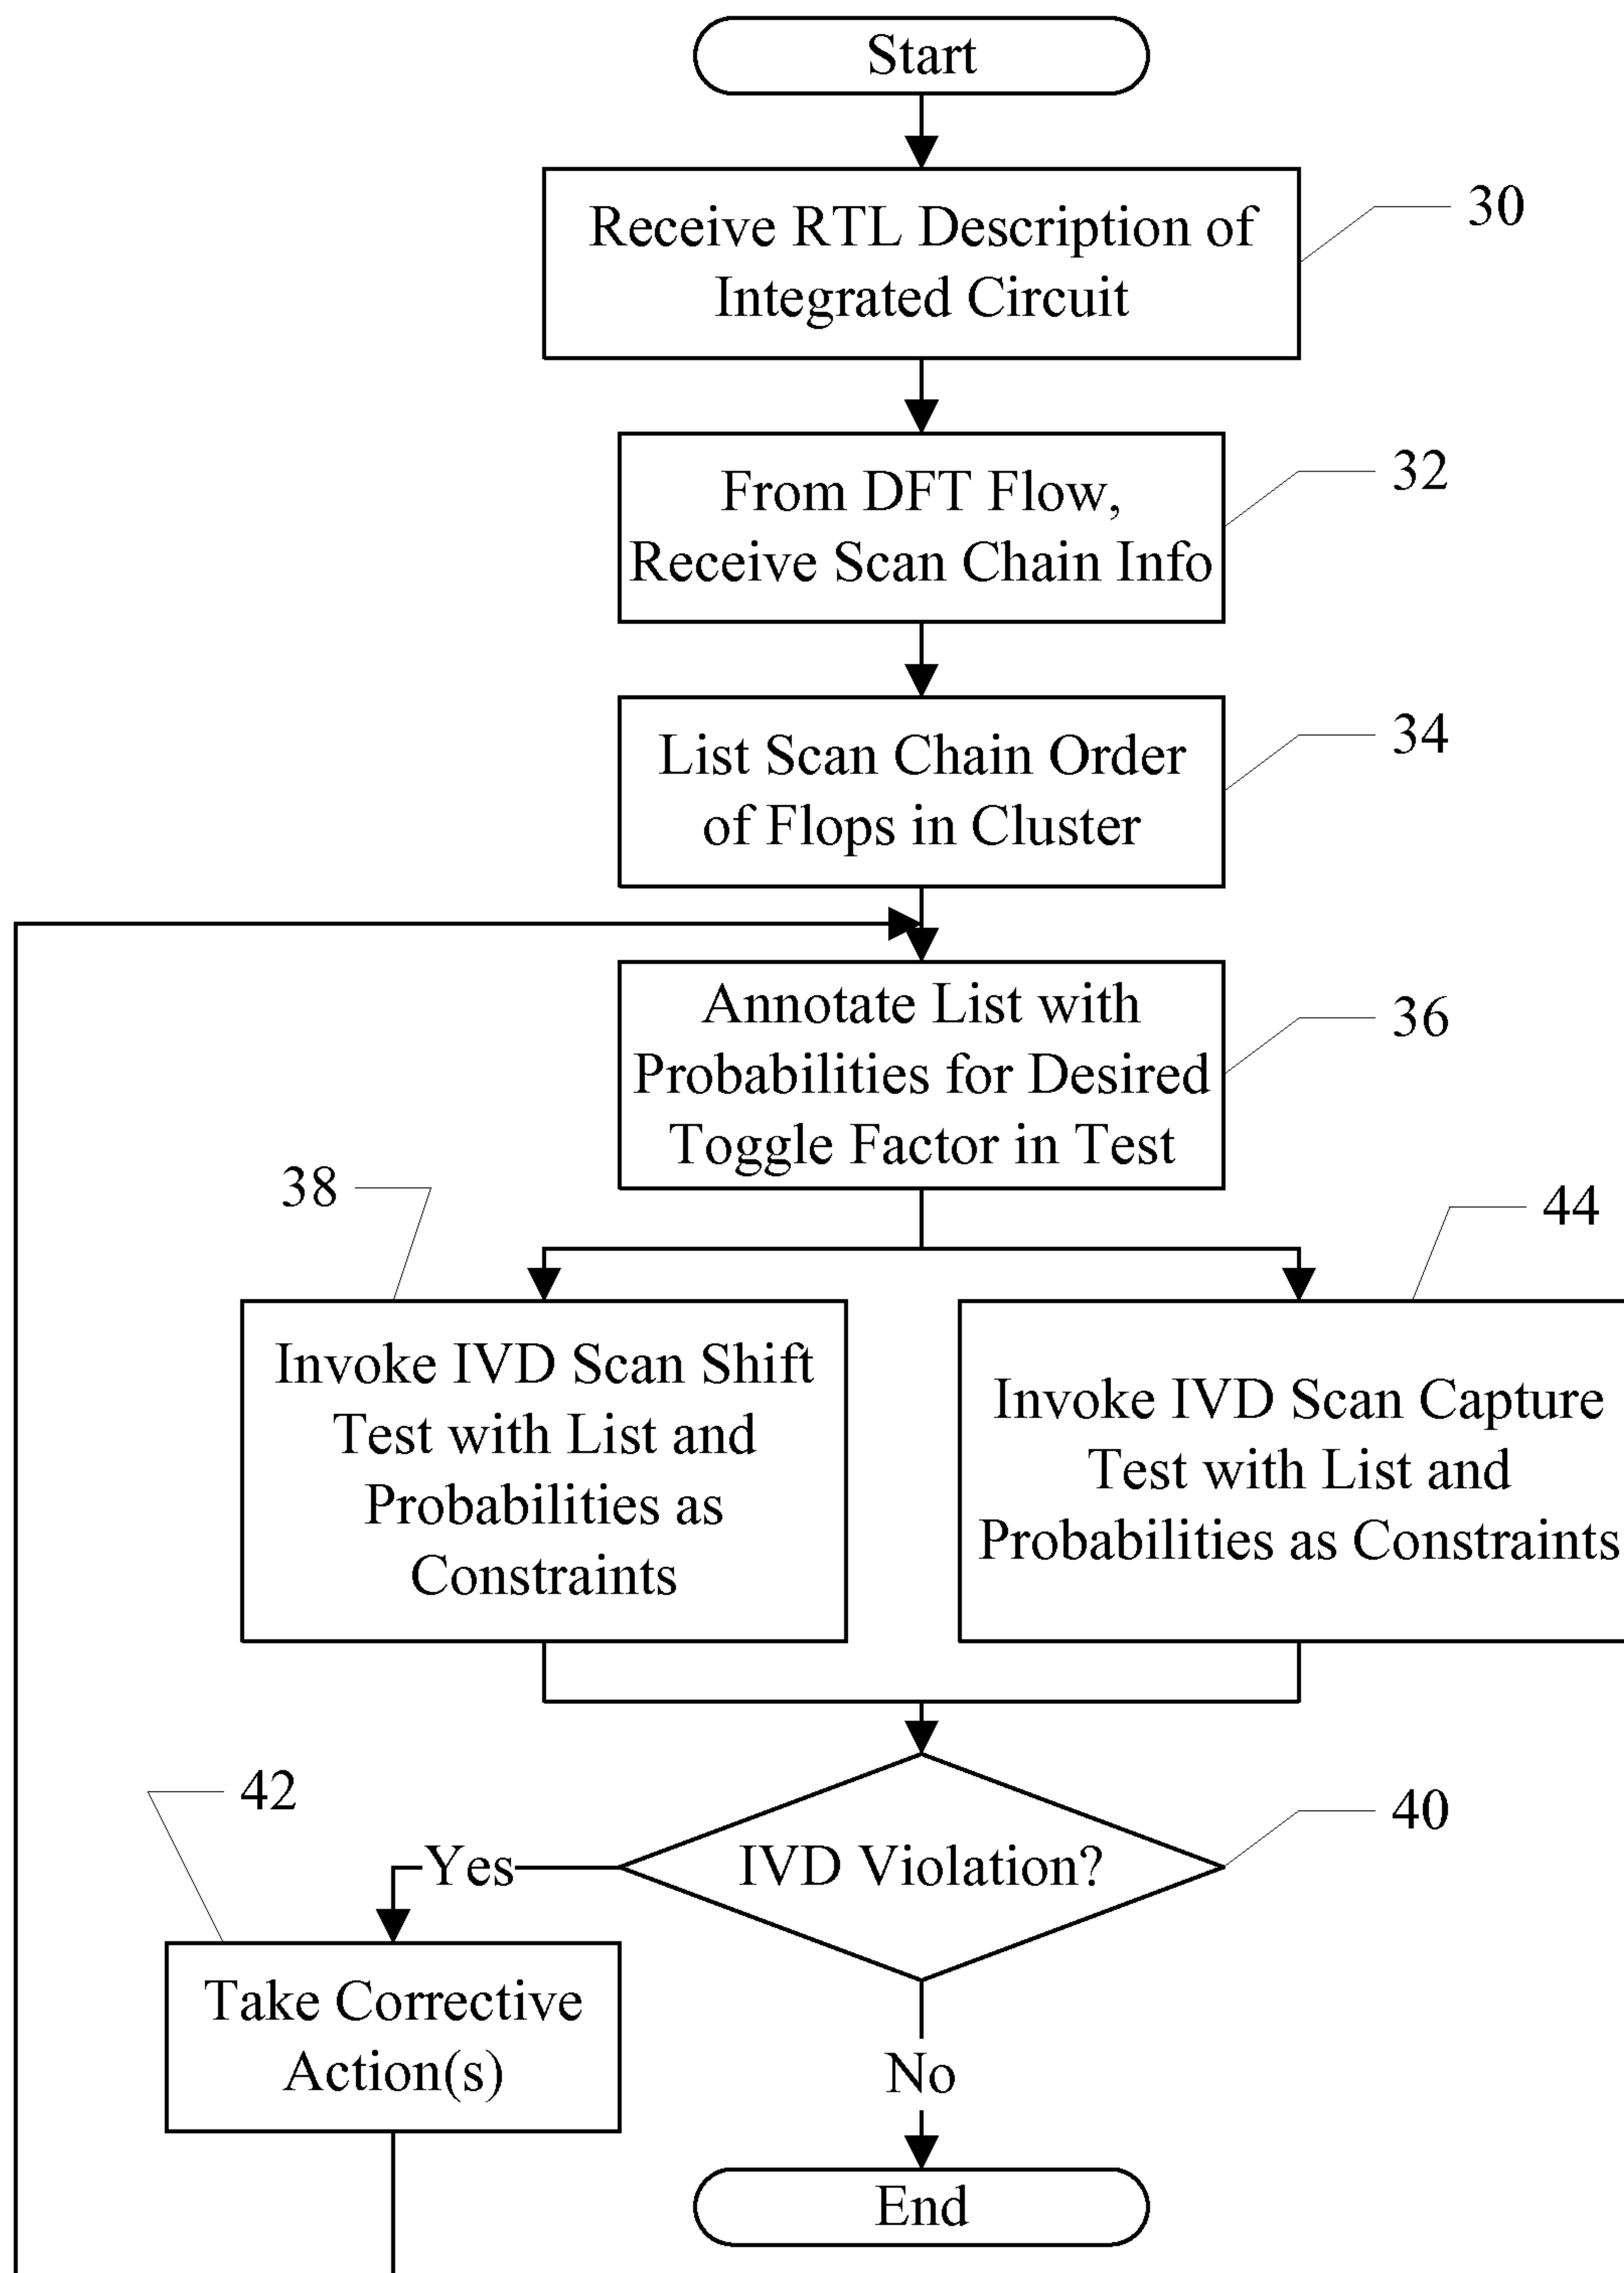 Start
Receive RTL Description of
Integrated Circuit
30
From DFT Flow,
Receive Scan Chain Info
32
List Scan Chain Order
of Flops in Cluster
34
Annotate List with
Probabilities for Desired
Toggle Factor in Test
36
38
Invoke IVD Scan Shift
Test with List and
Probabilities as
Constraints
44
Invoke IVD Scan Capture
Test with List and
Probabilities as Constraints
IVD Violation?
40
Yes
42
Take Corrective
Action(s)
No
End